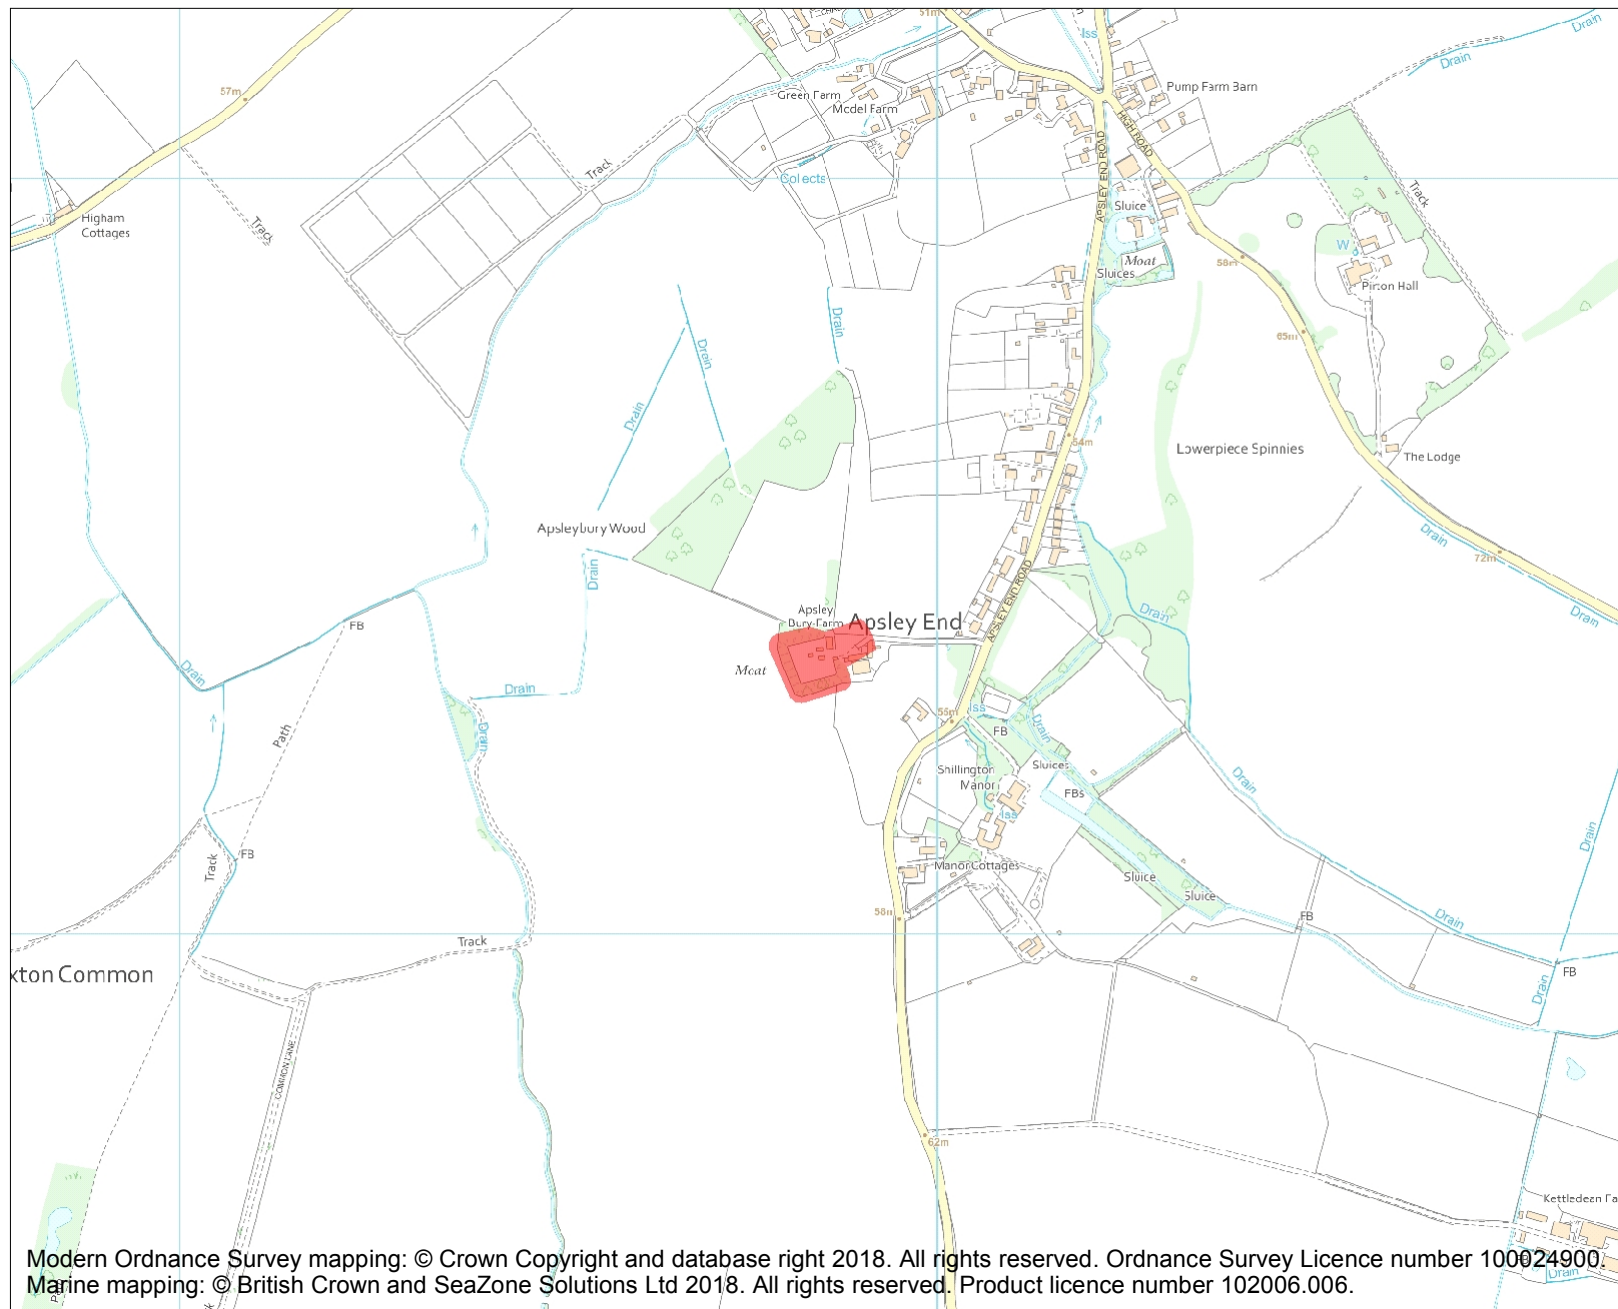 51m
Iss
Drain
Drain
57m
Green Farm
Model Farm
Pump Farm Barn
HIGH ROAD
APSLEY END ROAD
Track
Collects
Track
Sluice
Track
Higham
Cottages
W
Moat
Sluices
58m
Pirton Hall
Drain
Drain
65m
Drain
54m
Lowerpiece Spinnies
The Lodge
Apsleybury Wood
Drain
72m
Drain
Drain
Drain
Apsley
Bury Farm
Apsley End
APSLEY END ROAD
FB
Moat
Drain
Drain
Iss
55m
FB
Drain
Path
Drain
Shillington
Manor
Sluices
Drain
FBs
Iss
Drain
FB
Track
Manor Cottages
Sluice
Sluice
58m
FB
Drain
Track
xton Common
FB
Drain
COMMON LANE
62m
Kettledean Fa
Modern Ordnance Survey mapping: © Crown Copyright and database right 2018. All rights reserved. Ordnance Survey Licence number 100024900.
Marine mapping: © British Crown and SeaZone Solutions Ltd 2018. All rights reserved. Product licence number 102006.006.
Drain